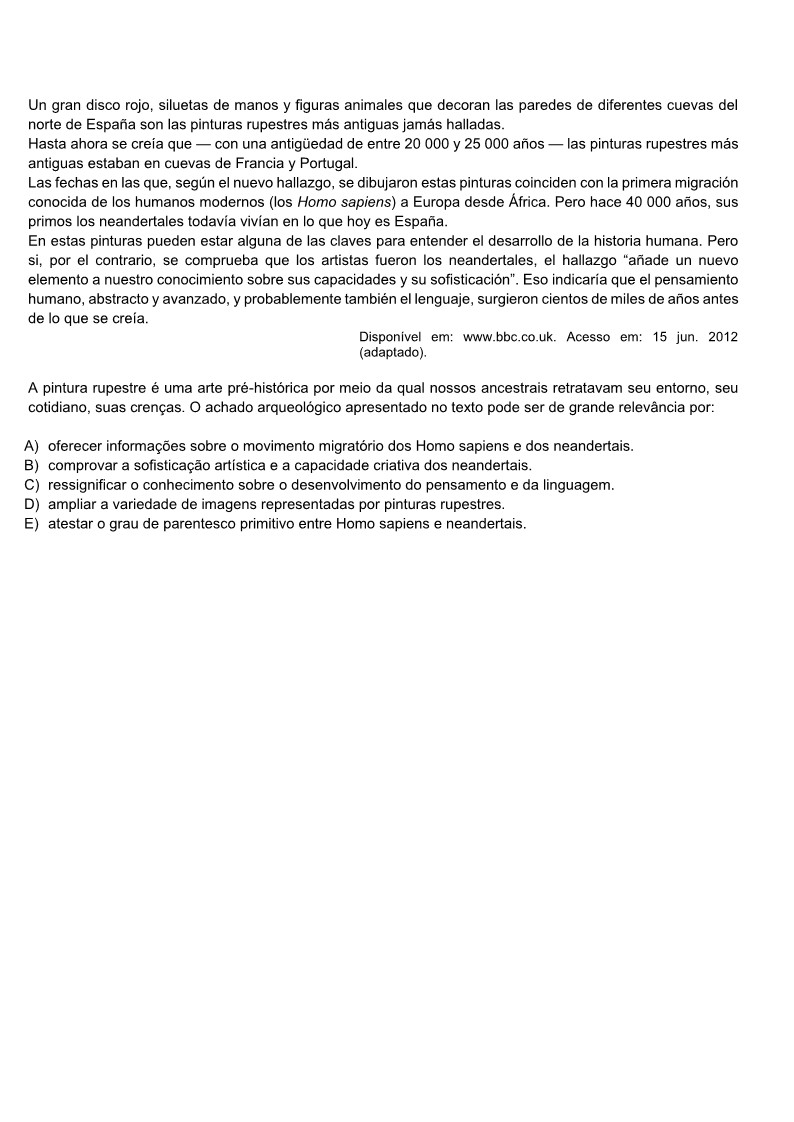 Un gran disco rojo, siluetas de manos y figuras animales que decoran las paredes de diferentes cuevas del
norte de España son las pinturas rupestres más antiguas jamás halladas.
Hasta ahora se creía que — con una antigüedad de entre 20 000 y 25 000 años — las pinturas rupestres más
antiguas estaban en cuevas de Francia y Portugal.
Las fechas en las que, según el nuevo hallazgo, se dibujaron estas pinturas coinciden con la primera migración
conocida de los humanos modernos (los Homo sapiens) a Europa desde África. Pero hace 40 000 años, sus
primos los neandertales todavía vivían en lo que hoy es España.
En estas pinturas pueden estar alguna de las claves para entender el desarrollo de la historia humana. Pero
si, por el contrario, se comprueba que los artistas fueron los neandertales, el hallazgo “añade un nuevo
elemento a nuestro conocimiento sobre sus capacidades y su sofisticación”. Eso indicaría que el pensamiento
humano, abstracto y avanzado, y probablemente también el lenguaje, surgieron cientos de miles de años antes
de lo que se creía.
Disponível em: www.bbc.co.uk. Acesso em: 15 jun. 2012
(adaptado).
A pintura rupestre é uma arte pré-histórica por meio da qual nossos ancestrais retratavam seu entorno, seu
cotidiano, suas crenças. O achado arqueológico apresentado no texto pode ser de grande relevância por:
A) oferecer informações sobre o movimento migratório dos Homo sapiens e dos neandertais.
B) comprovar a sofisticação artística e a capacidade criativa dos neandertais.
C) ressignificar o conhecimento sobre o desenvolvimento do pensamento e da linguagem.
D) ampliar a variedade de imagens representadas por pinturas rupestres.
E) atestar o grau de parentesco primitivo entre Homo sapiens e neandertais.